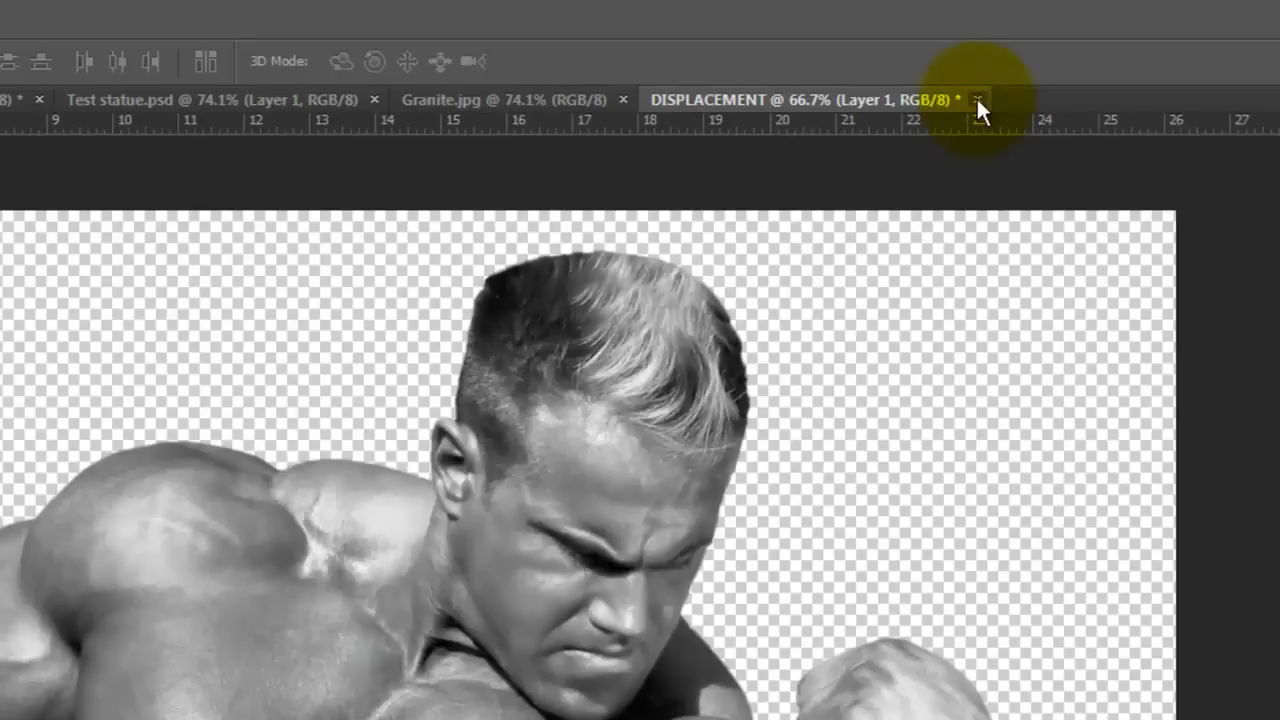 3D Mode:
8) * × Test statue.psd @ 74.1% (Layer 1, RGB/8) × Granite.jpg @ 74.1% (RGB/8) × DISPLACEMENT @ 66.7% (Layer 1, RGB/8) * ×
9 10 11 12 13 14 15 16 17 18 19 20 21 22 23 24 25 26 27